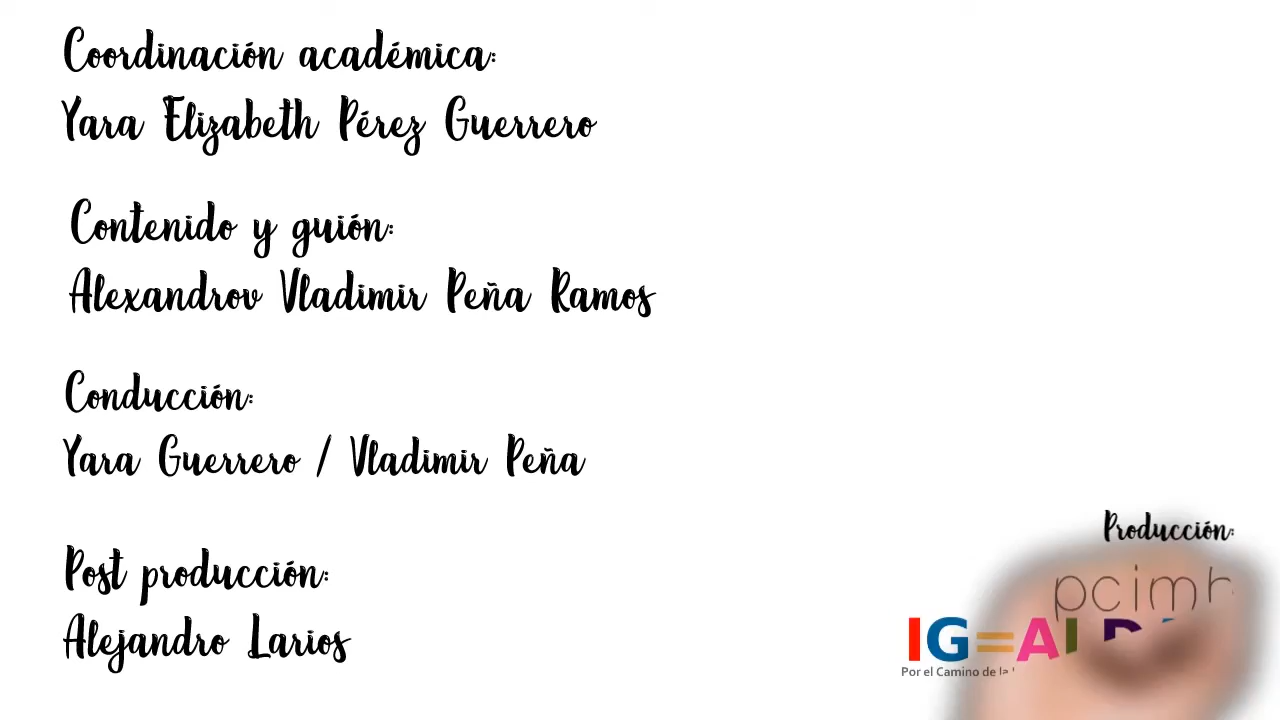 Coordinación académica:
Yara Elizabeth Pérez Guerrero
Contenido y guión:
Alexandrov Vladimir Peña Ramos
Conducción:
Yara Guerrero / Vladimir Peña
Post producción:
Alejandro Larios
Producción:
Por el Camino de la